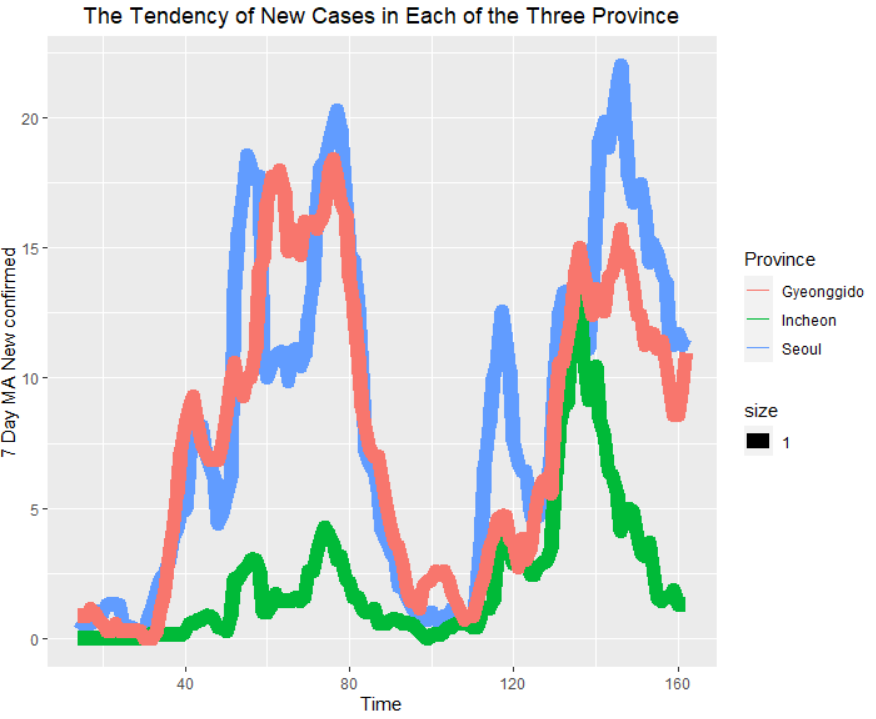 The Tendency of New Cases in Each of the Three Province
20
15
10
5
0
7 Day MA New confirmed
40 80 120 160
Time
Province
Gyeonggido
Incheon
Seoul
size
1